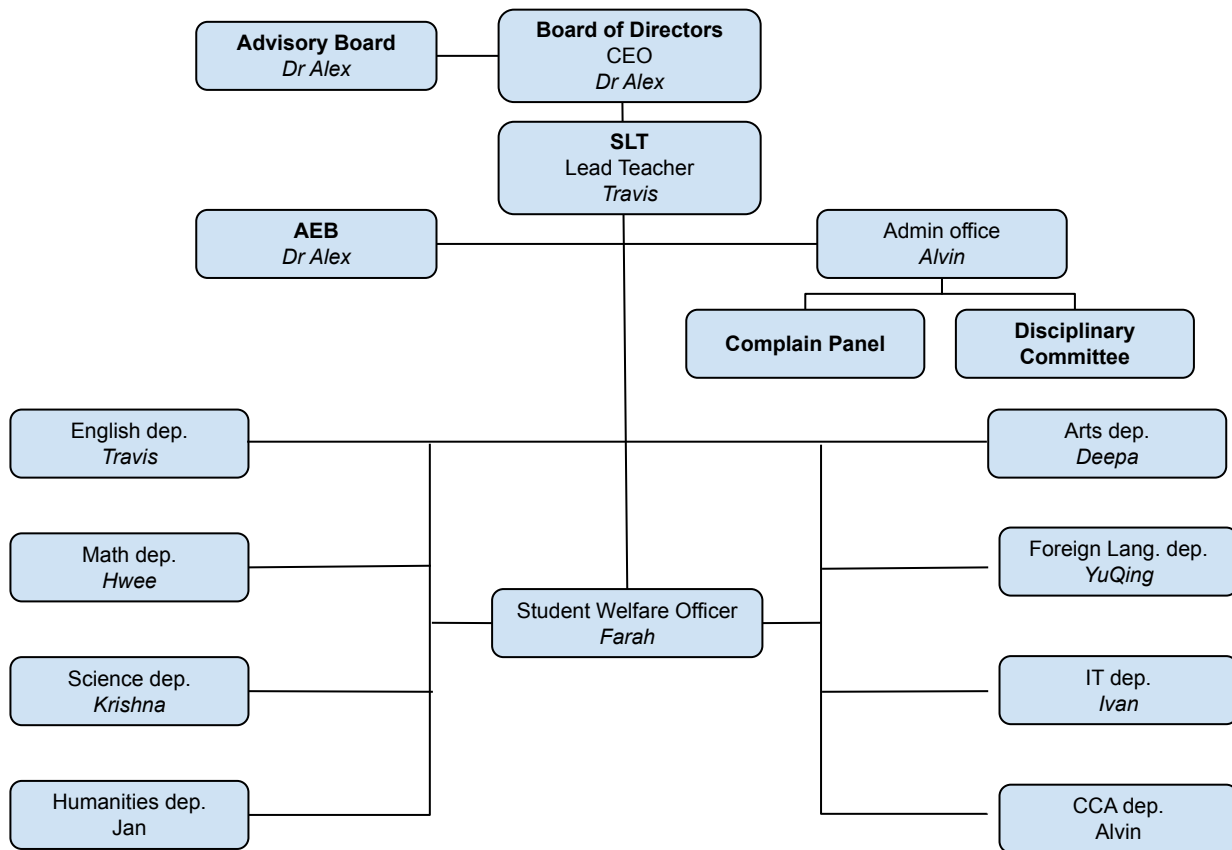 Advisory Board
Dr Alex
Board of Directors
CEO
Dr Alex
SLT
Lead Teacher
Travis
AEB
Dr Alex
Admin office
Alvin
Complain Panel
Disciplinary
Committee
English dep.
Travis
Arts dep.
Deepa
Math dep.
Hwee
Foreign Lang. dep.
YuQing
Student Welfare Officer
Farah
Science dep.
Krishna
IT dep.
Ivan
Humanities dep.
Jan
CCA dep.
Alvin